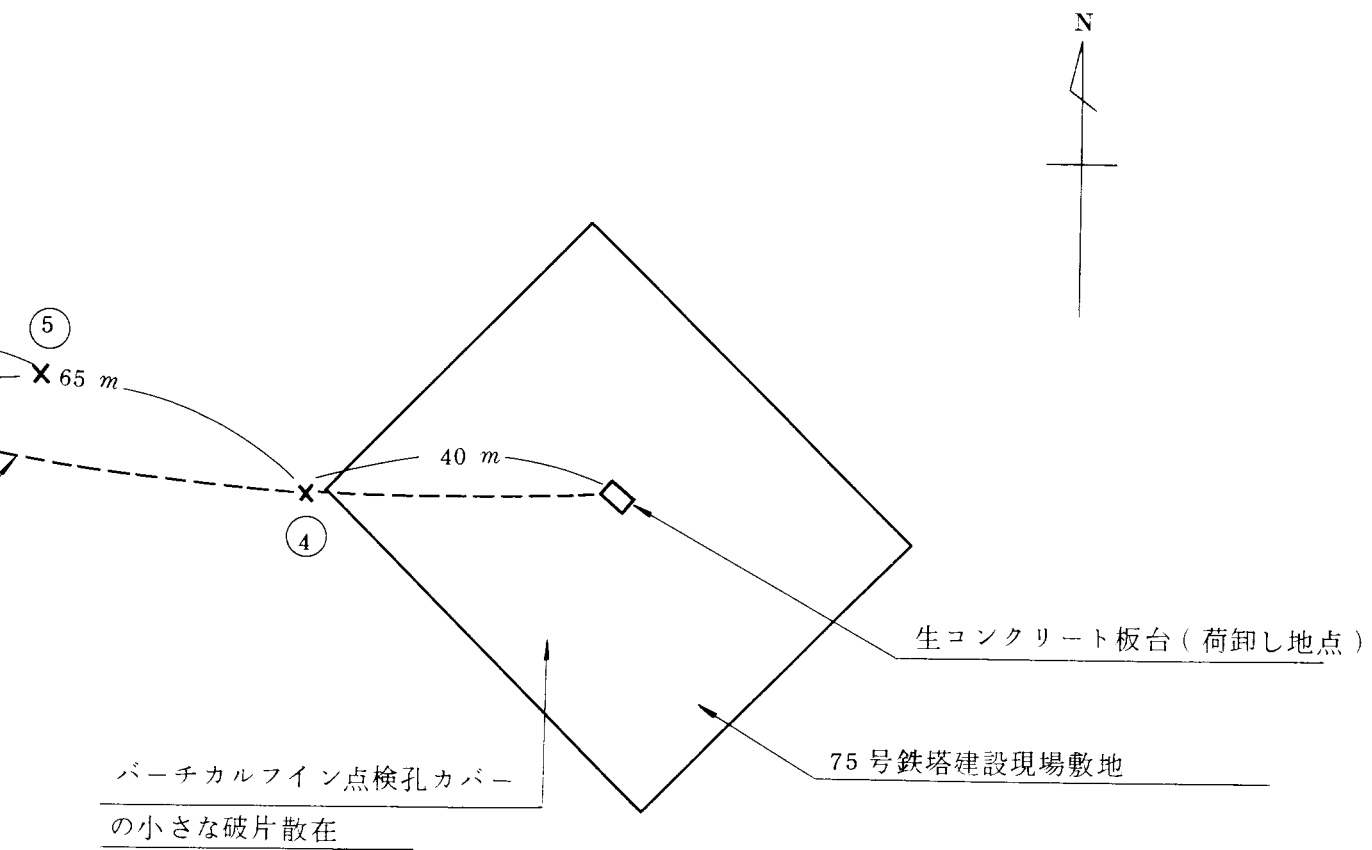 N
⑤
65 m
40 m
④
生コンクリート板台(荷卸し地点)
75号鉄塔建設現場敷地
バーチカルフイン点検孔カバー
の小さな破片散在